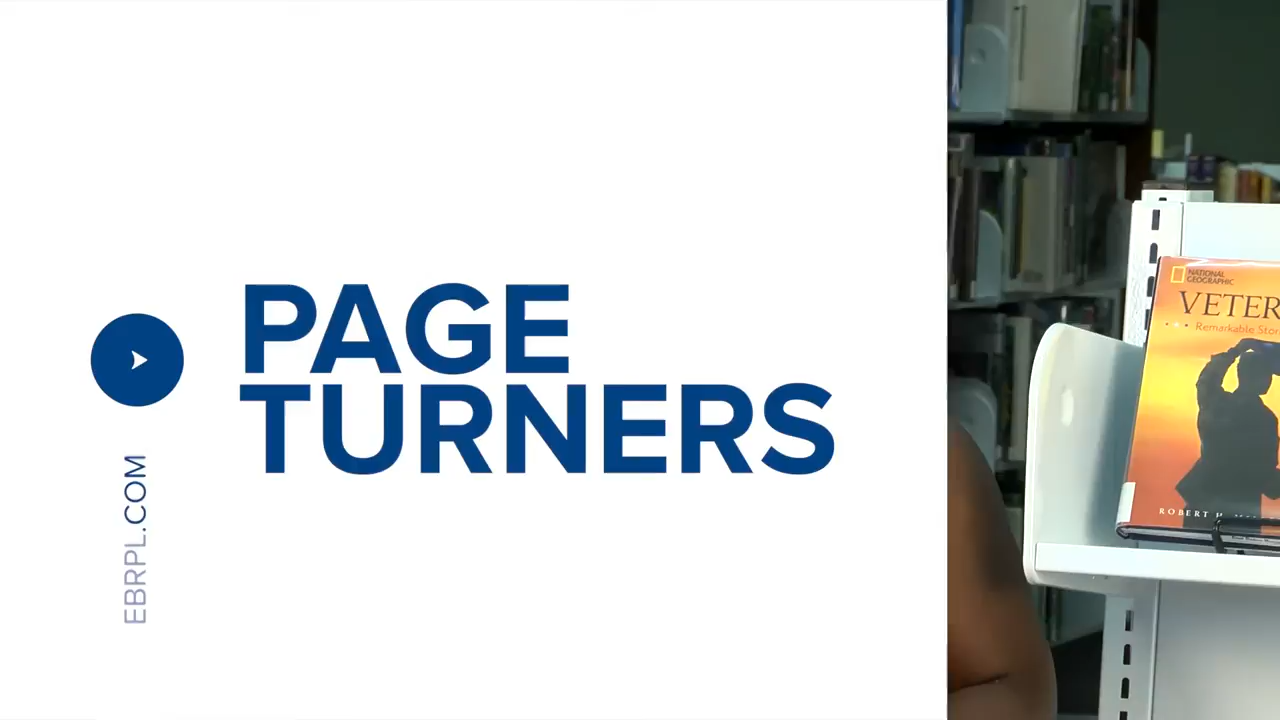 PAGE
TURNERS
EBRPL.COM
NATIONAL
GEOGRAPHIC
VETER
Remarkable Stor
ROBERT H.